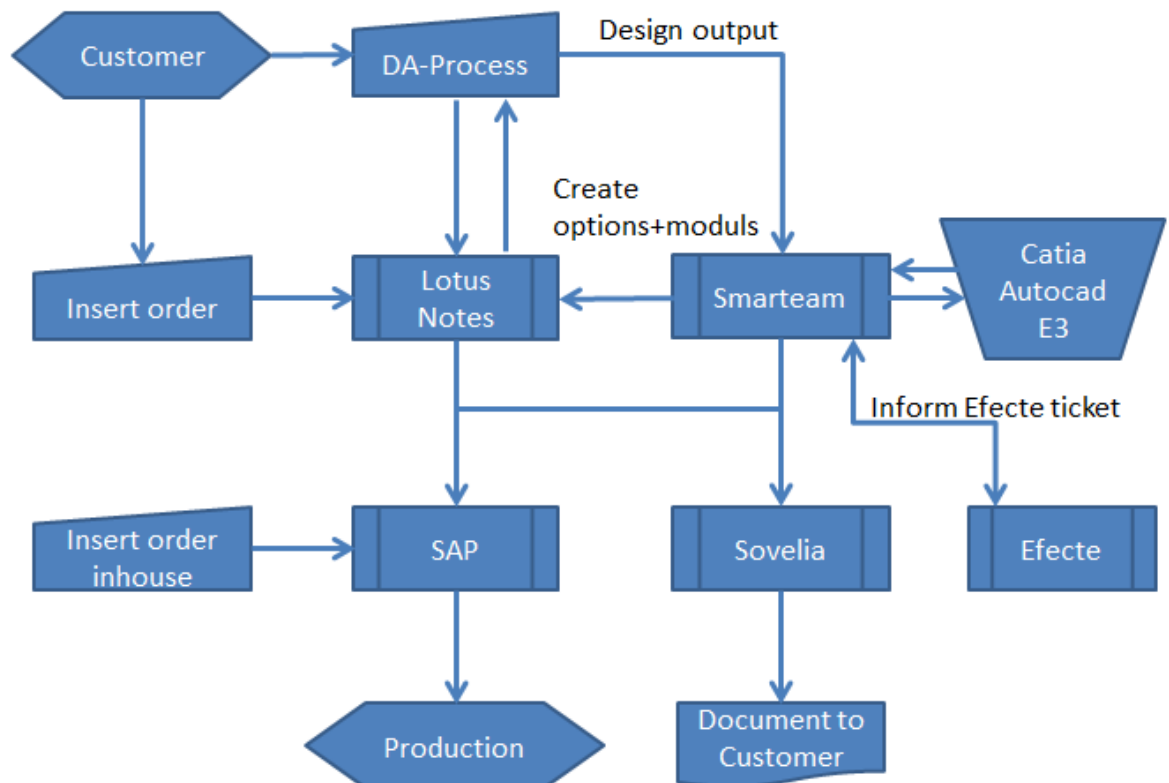 Customer
DA-Process
Design output
Create
options+moduls
Insert order
Lotus
Notes
Smarteam
Catia
Autocad
E3
Inform Efecte ticket
Insert order
inhouse
SAP
Sovelia
Efecte
Production
Document to
Customer